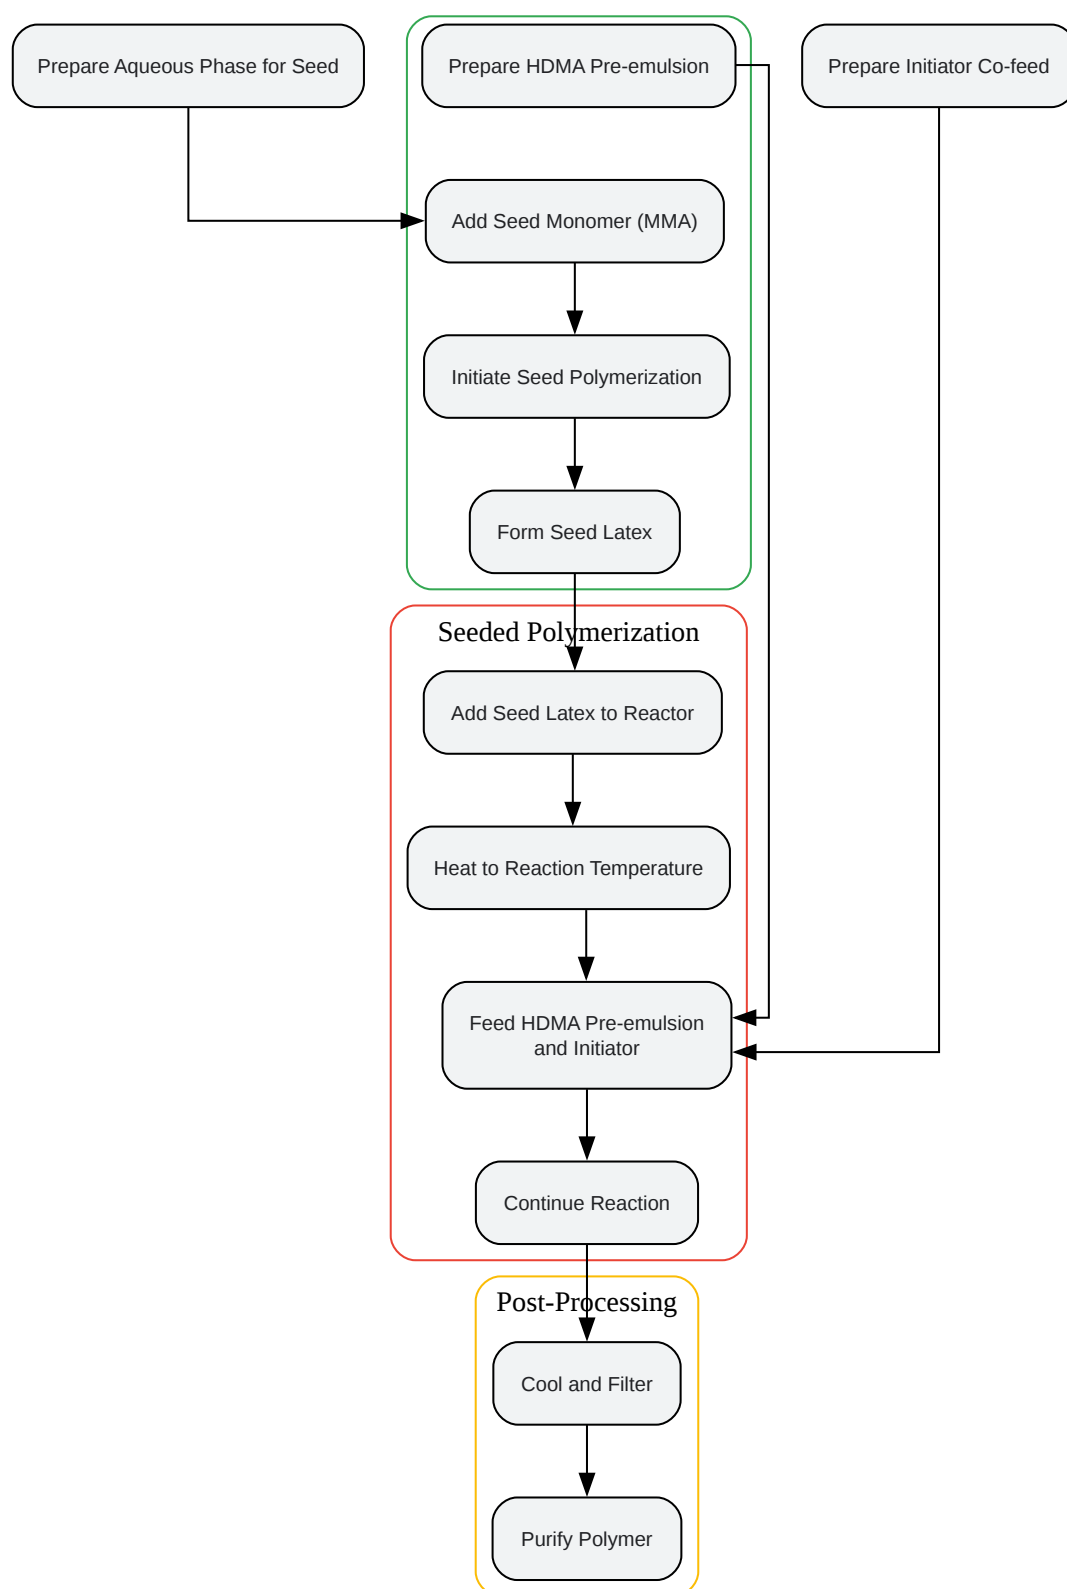 Prepare Aqueous Phase for Seed
Prepare HDMA Pre-emulsion
Prepare Initiator Co-feed
Add Seed Monomer (MMA)
Initiate Seed Polymerization
Form Seed Latex
Seeded Polymerization
Add Seed Latex to Reactor
Heat to Reaction Temperature
Feed HDMA Pre-emulsion
and Initiator
Continue Reaction
Post-Processing
Cool and Filter
Purify Polymer